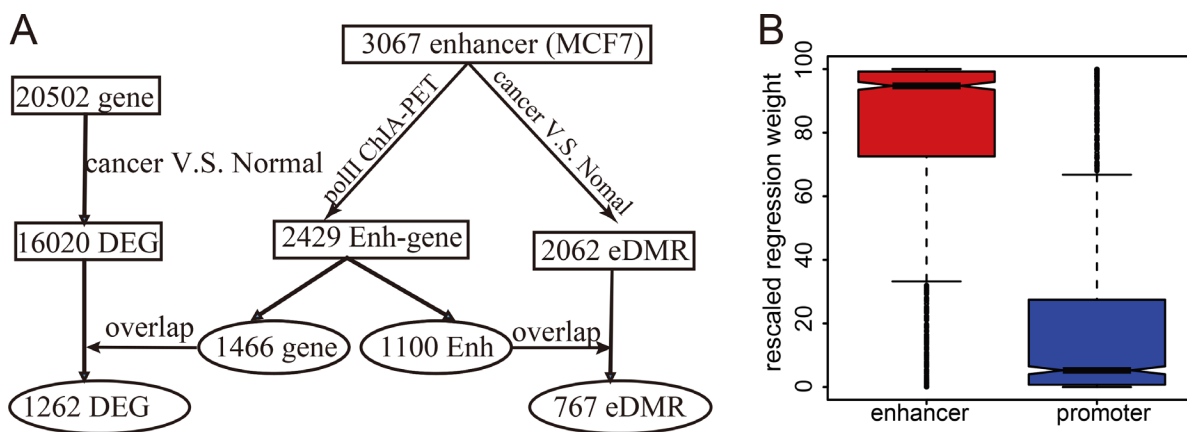 A
3067 enhancer (MCF7)
20502 gene
cancer V.S. Normal
polII ChIA-PET
cancer V.S. Nomal
16020 DEG
2429 Enh-gene
2062 eDMR
overlap
1466 gene
1100 Enh
overlap
1262 DEG
767 eDMR
B
rescaled regression weight
100
80
60
40
20
0
enhancer
promoter